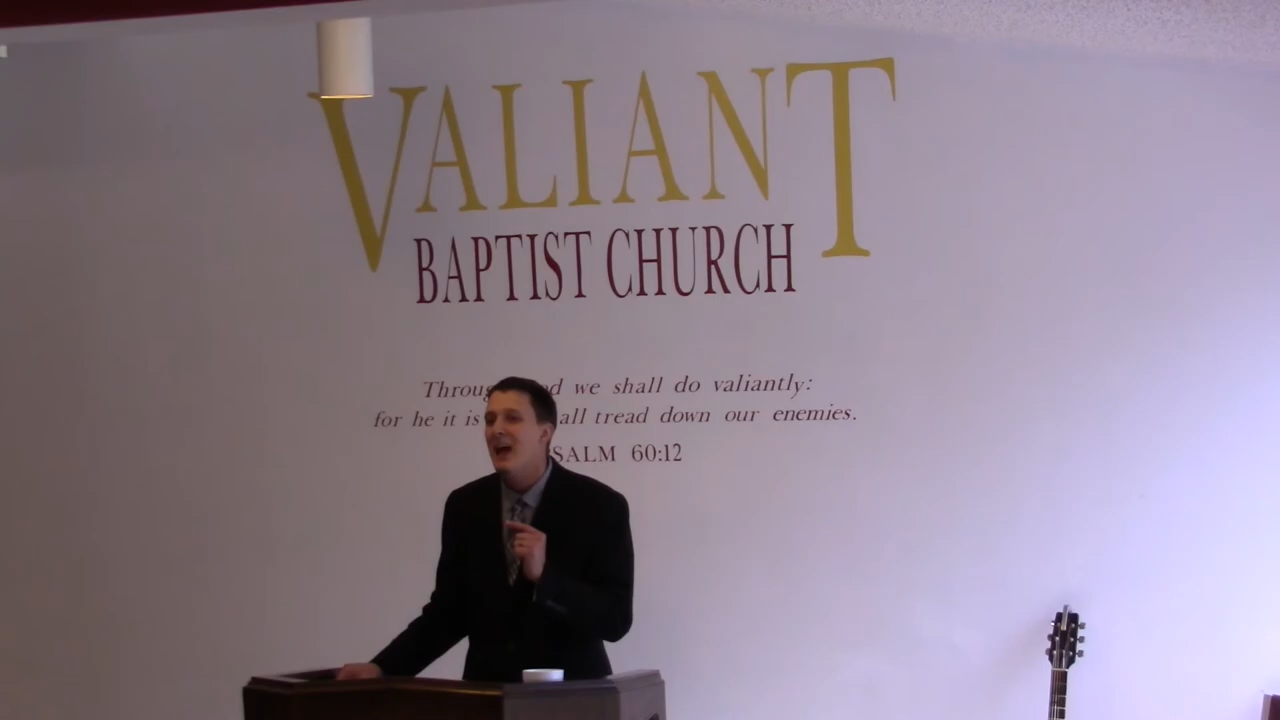 VALIANT
BAPTIST CHURCH
Throug d we shall do valiantly:
for he it is all tread down our enemies.
SALM 60:12